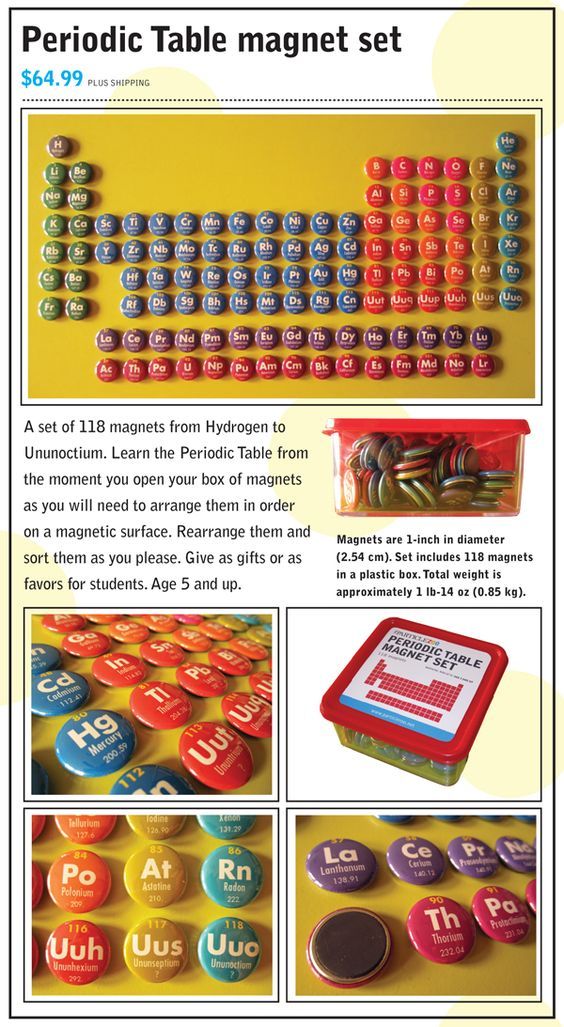 Periodic Table magnet set
$64.99 PLUS SHIPPING
H He
Li Be B C N O F Ne
Na Mg Al Si P S Cl Ar
K Ca Sc Ti V Cr Mn Fe Co Ni Cu Zn Ga Ge As Se Br Kr
Rb Sr Y Zr Nb Mo Tc Ru Rh Pd Ag Cd In Sn Sb Te I Xe
Cs Ba Hf Ta W Re Os Ir Pt Au Hg Tl Pb Bi Po At Rn
Fr Ra Rf Db Sg Bh Hs Mt Ds Rg Cn Uut Uuq Uup Uuh Uus Uuo
La Ce Pr Nd Pm Sm Eu Gd Tb Dy Ho Er Tm Yb Lu
Ac Th Pa U Np Pu Am Cm Bk Cf Es Fm Md No Lr
A set of 118 magnets from Hydrogen to
Ununoctium. Learn the Periodic Table from
the moment you open your box of magnets
as you will need to arrange them in order
on a magnetic surface. Rearrange them and
sort them as you please. Give as gifts or as
favors for students. Age 5 and up.
Magnets are 1-inch in diameter
(2.54 cm). Set includes 118 magnets
in a plastic box. Total weight is
approximately 1 lb-14 oz (0.85 kg).
Ga Ge
In Sn Sb
Cd
Cadmium
112.41
81
Tl
Thallium
Pb Bi
80
Hg
Mercury
200.59
113
Uut
Uuq
112
PARTICLEZOO
PERIODIC TABLE
MAGNET SET
118 magnets
www.particlezoo.net
Tellurium Iodine Xenon
127.6 126.90 131.29
84 85 86
Po At Rn
Polonium Astatine Radon
209. 210. 222
116 117 118
Uuh Uus Uuo
Ununhexium Ununseptium Ununoctium
292. ? ?
57
La
Lanthanum
138.91
Ce
Cerium
140.12
Pr
Praseodymium
140.91
Nd
90
Th
Thorium
232.04
91
Pa
Protactinium
231.04